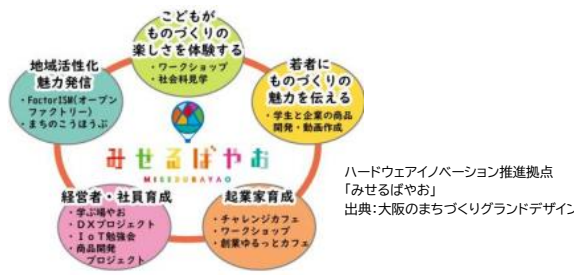 こどもが
ものづくりの
楽しさを体験する
・ワークショップ
・社会科見学
地域活性化
魅力発信
・FactorISM(オープン
ファクトリー)
・まちのこうほうぶ
若者に
ものづくりの
魅力を伝える
・学生と企業の商品
開発・動画作成
みせるばやお
MISERUBAYAO
経営者・社員育成
・学ぶ場やお
・DXプロジェクト
・IoT勉強会
・商品開発
プロジェクト
起業家育成
・チャレンジカフェ
・ワークショップ
・創業ゆるっとカフェ
ハードウェアイノベーション推進拠点
「みせるばやお」
出典:大阪のまちづくりグランドデザイン